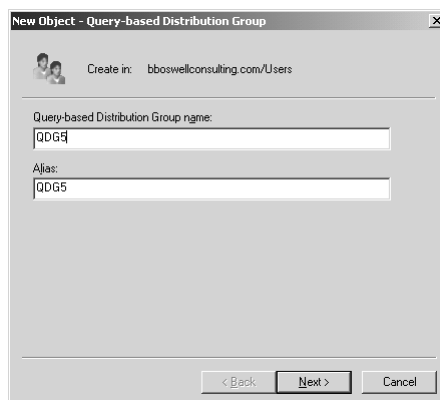 New Object - Query-based Distribution Group
Create in: bboswellconsulting.com/Users
Query-based Distribution Group name:
QDG5
Alias:
QDG5
< Back
Next >
Cancel